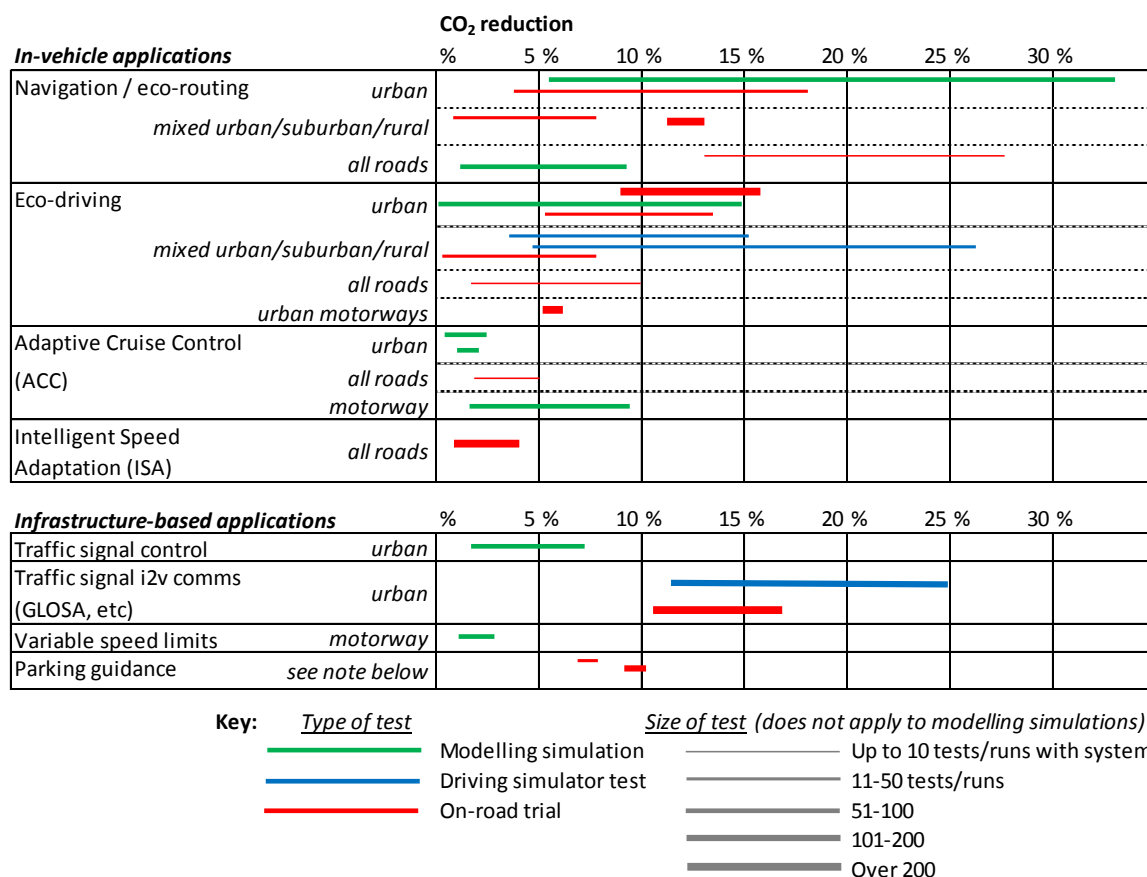 CO₂ reduction
In-vehicle applications % 5 % 10 % 15 % 20 % 25 % 30 %
Navigation / eco-routing urban
mixed urban/suburban/rural
all roads
Eco-driving urban
mixed urban/suburban/rural
all roads
urban motorways
Adaptive Cruise Control urban
(ACC) all roads
motorway
Intelligent Speed all roads
Adaptation (ISA)
Infrastructure-based applications % 5 % 10 % 15 % 20 % 25 % 30 %
Traffic signal control urban
Traffic signal i2v comms urban
(GLOSA, etc)
Variable speed limits motorway
Parking guidance see note below
Key: Type of test Size of test (does not apply to modelling simulations)
Modelling simulation Up to 10 tests/runs with system
Driving simulator test 11-50 tests/runs
On-road trial 51-100
101-200
Over 200